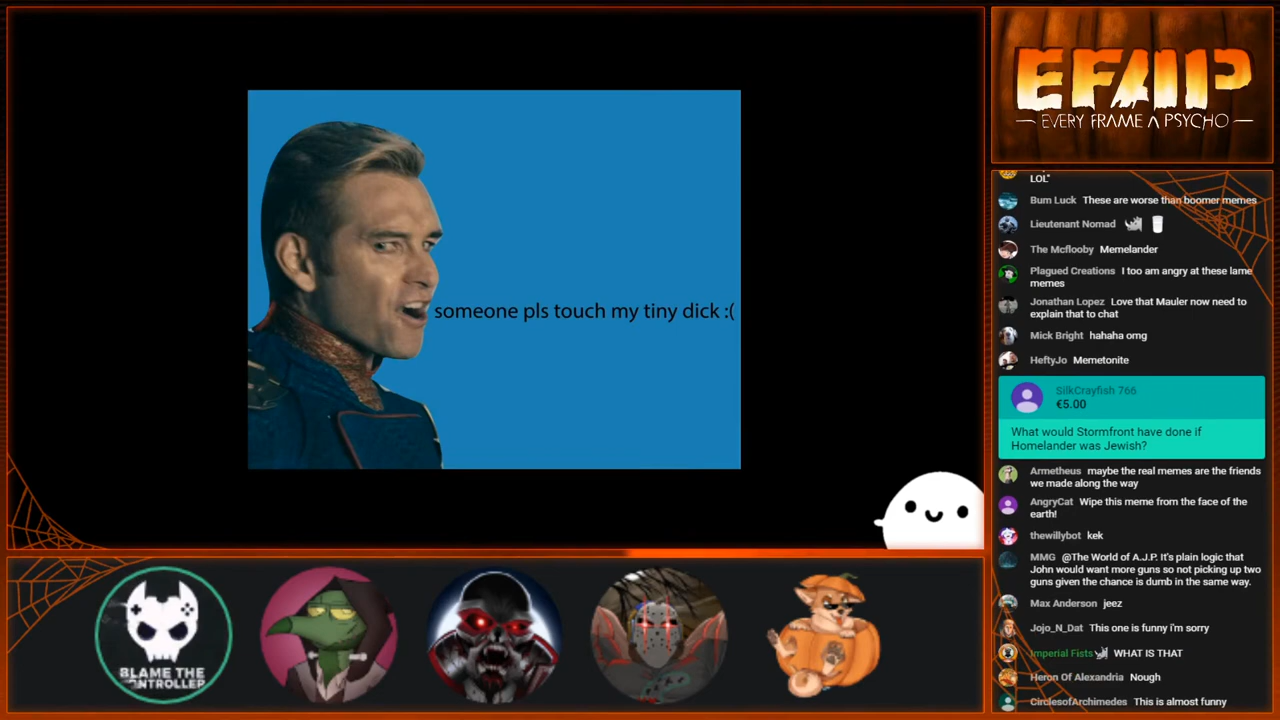 someone pls touch my tiny dick :(
EFAP
EVERY FRAME A PSYCHO
LOL"
Bum Luck These are worse than boomer memes
Lieutenant Nomad
The Mcflooby Memelander
Plagued Creations I too am angry at these lame
memes
Jonathan Lopez Love that Mauler now need to
explain that to chat
Mick Bright hahaha omg
HeftyJo Memetonite
SilkCrayfish 766
€5.00
What would Stormfront have done if
Homelander was Jewish?
Armetheus maybe the real memes are the friends
we made along the way
AngryCat Wipe this meme from the face of the
earth!
thewillybot kek
MMG @The World of A.J.P. It's plain logic that
John would want more guns so not picking up two
guns given the chance is dumb in the same way.
Max Anderson jeez
Jojo_N_Dat This one is funny i'm sorry
Imperial Fists WHAT IS THAT
Heron Of Alexandria Nough
CirclesofArchimedes This is almost funny
BLAME THE
CONTROLLER